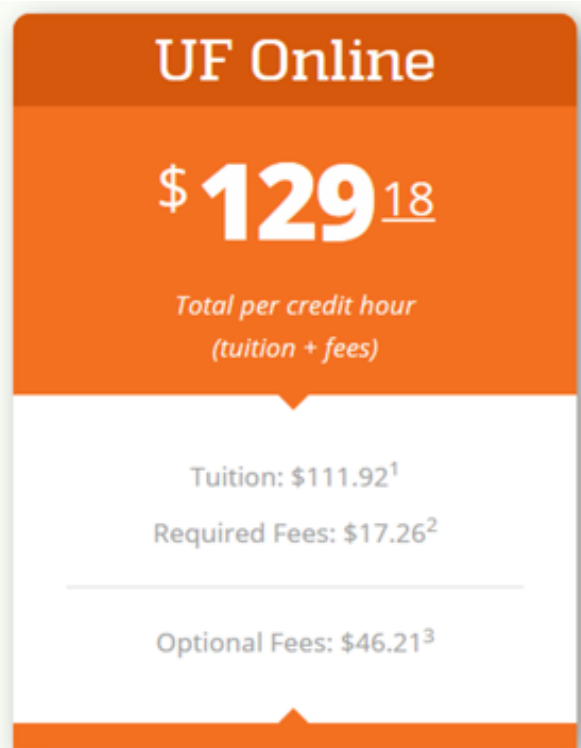 UF Online
$129 18
Total per credit hour
(tuition + fees)
Tuition: $111.92¹
Required Fees: $17.26²
Optional Fees: $46.21³